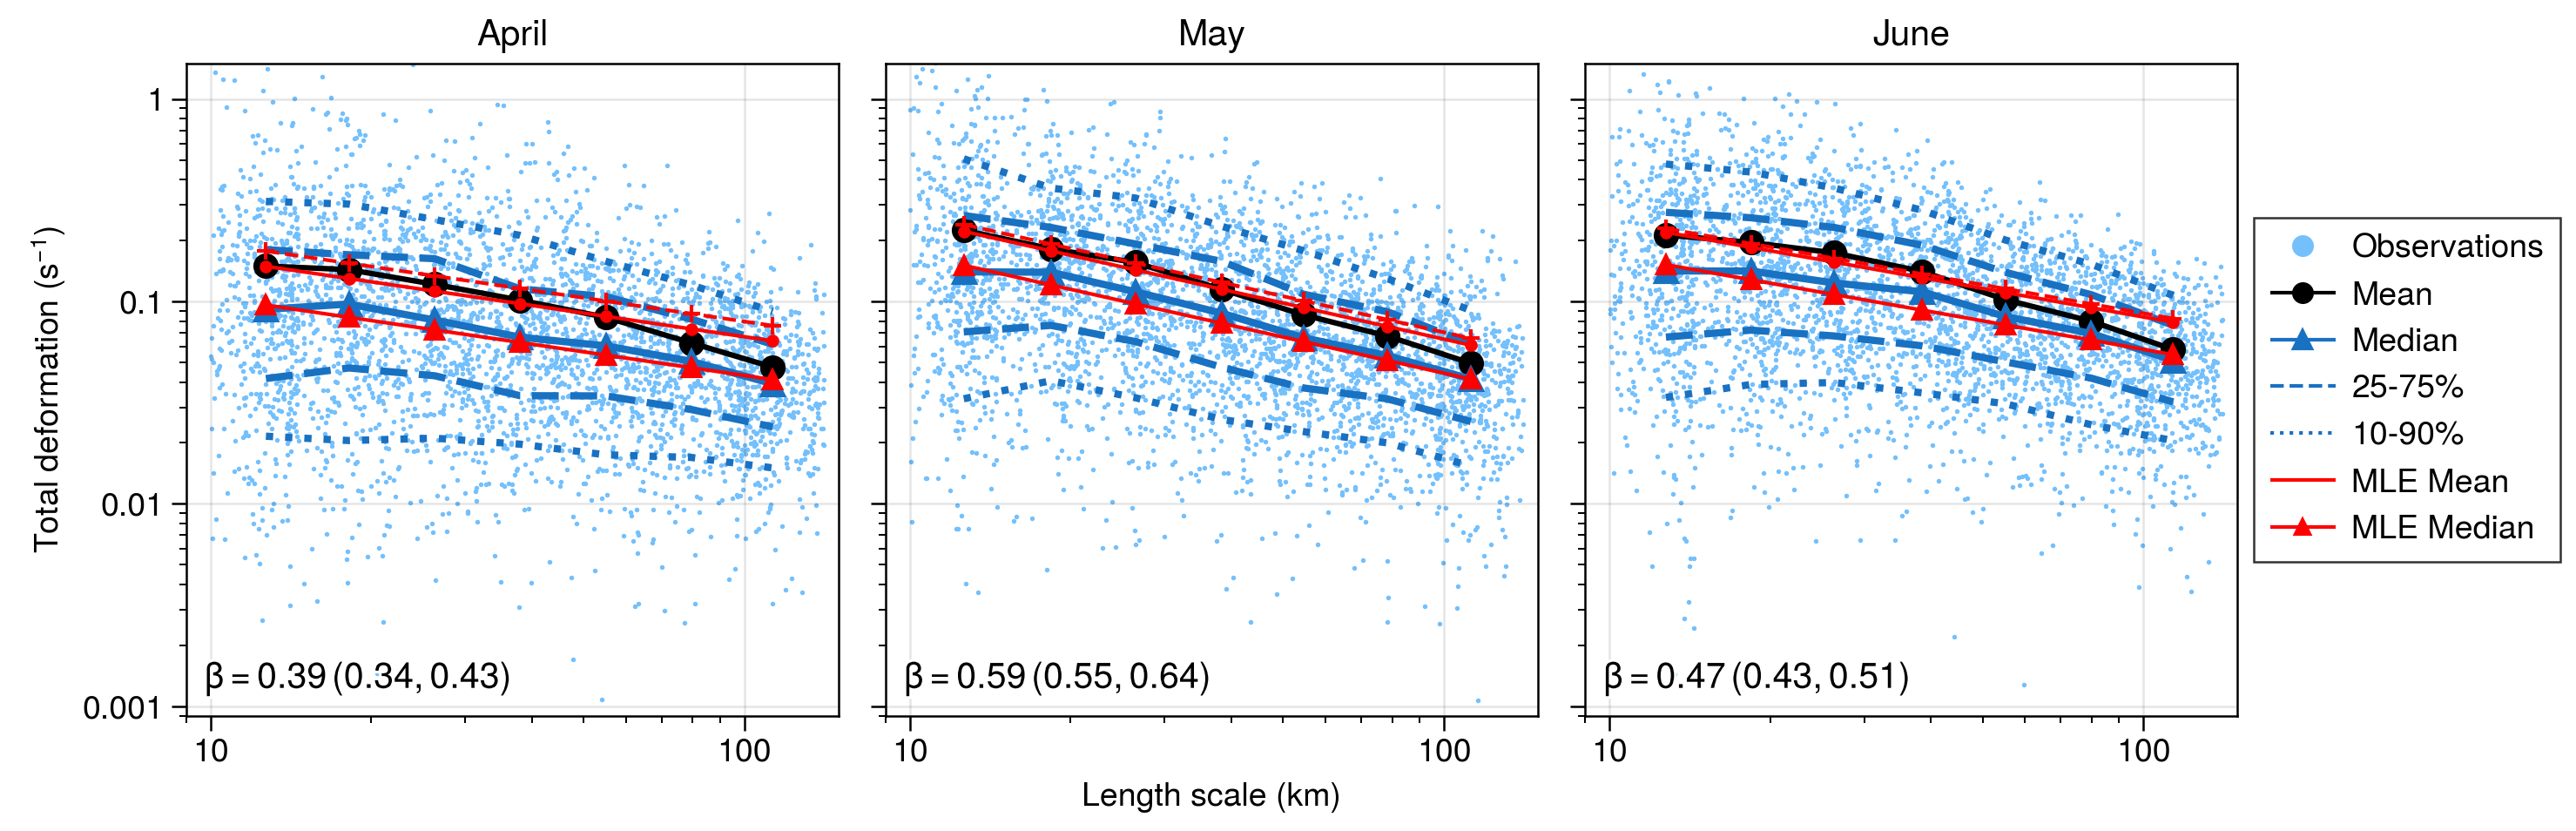 April
May
June
Total deformation (s⁻¹)
1
0.1
0.01
0.001
β = 0.39 (0.34, 0.43)
β = 0.59 (0.55, 0.64)
β = 0.47 (0.43, 0.51)
10
100
10
100
10
100
Length scale (km)
Observations
Mean
Median
25-75%
10-90%
MLE Mean
MLE Median